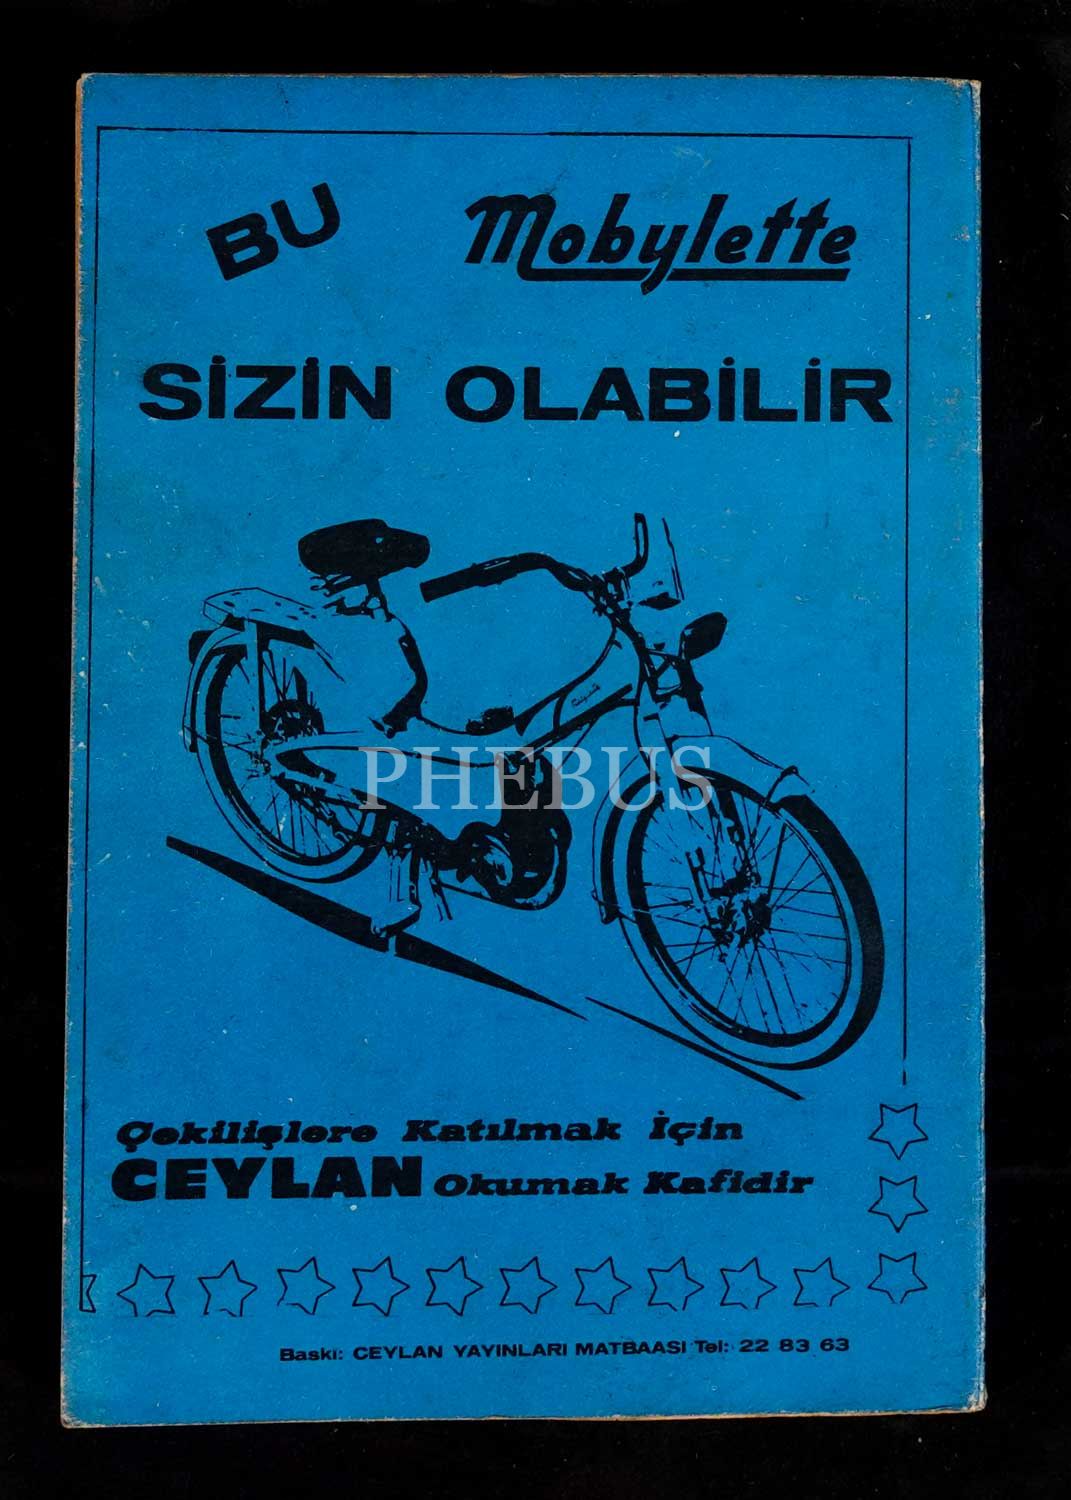 BU Mobylette
SİZİN OLABİLİR
PHEBUS
Çekilişlere Katılmak İçin
CEYLAN Okumak Kafidir
Baskı: CEYLAN YAYINLARI MATBAASI Tel: 22 83 63